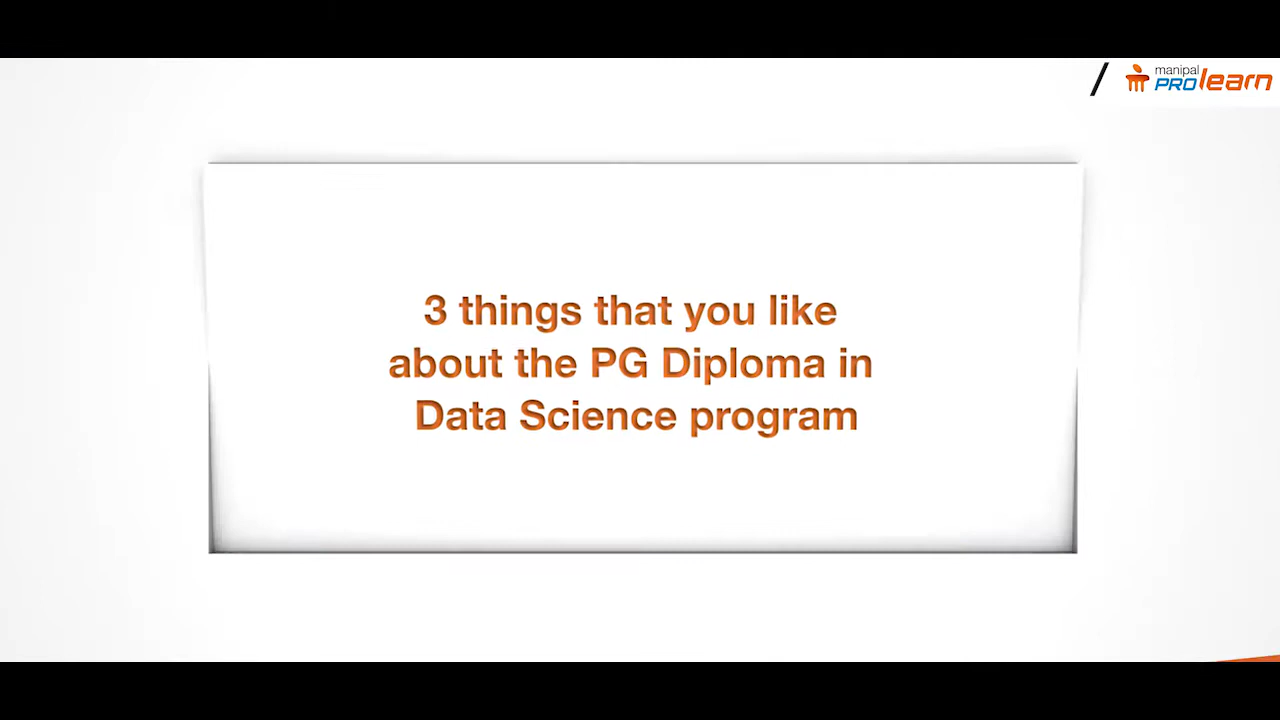 manipal
PROlearn
3 things that you like
about the PG Diploma in
Data Science program